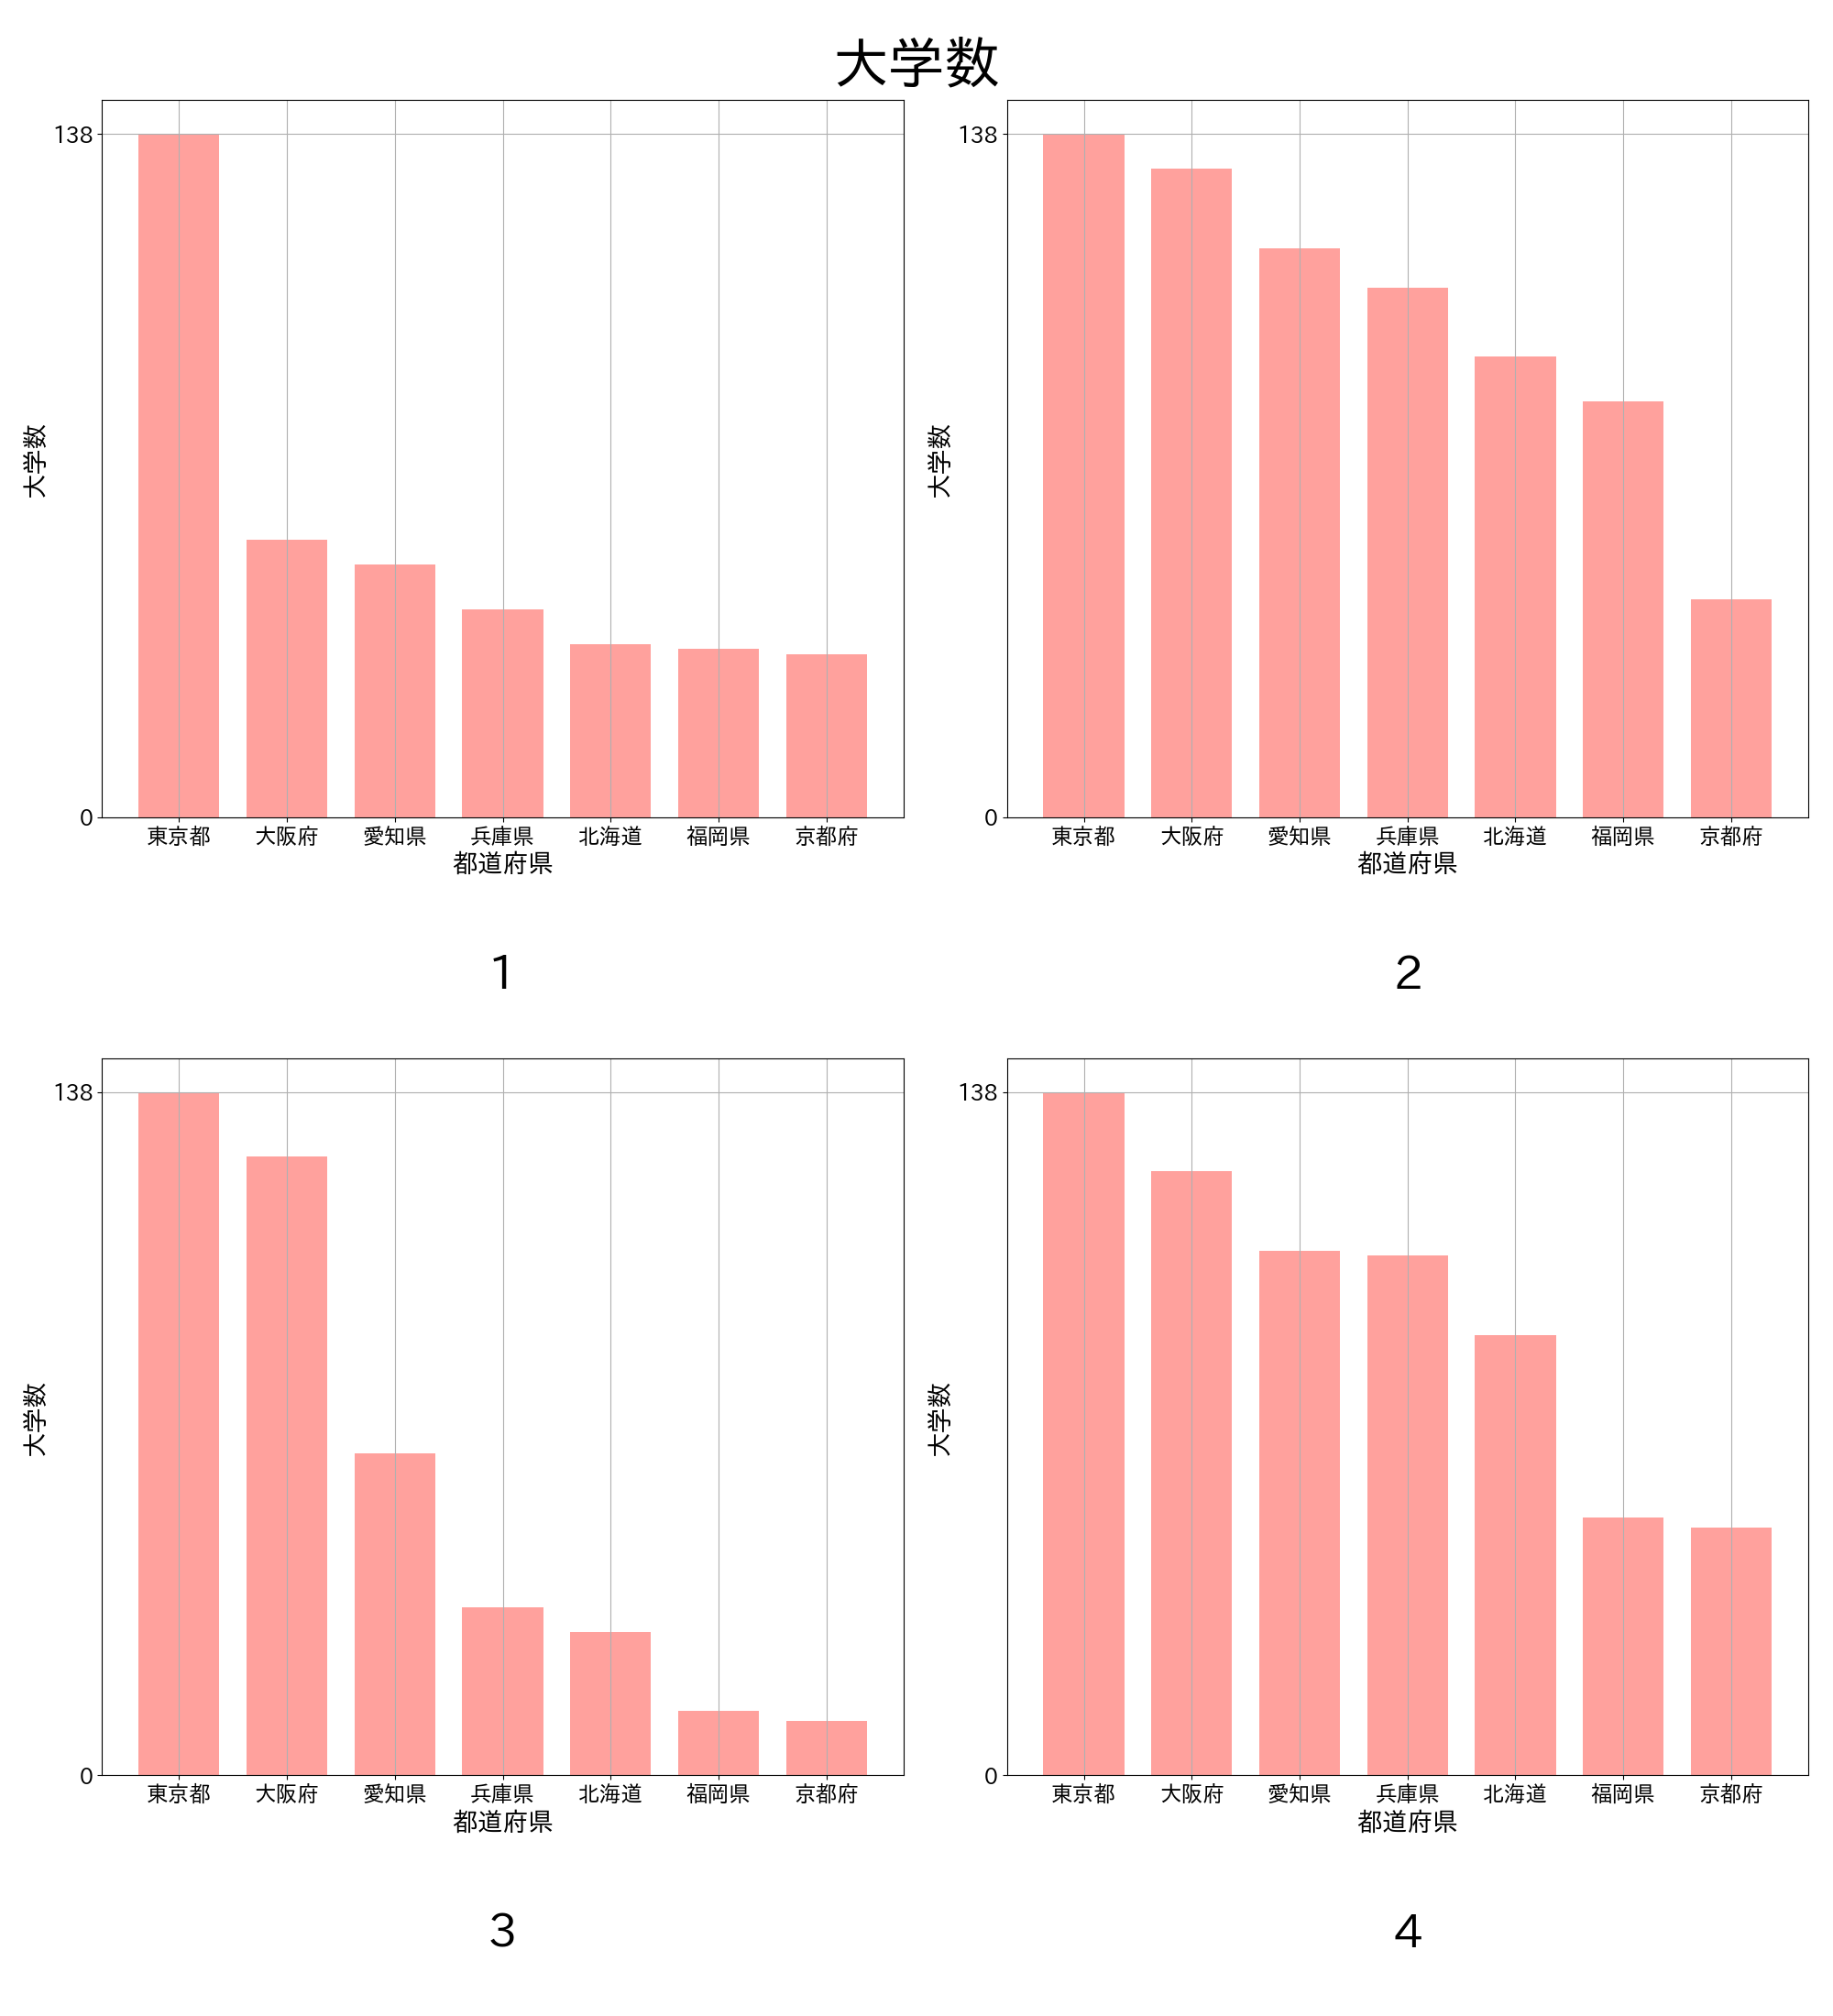 大学数
138
0
大学数
東京都 大阪府 愛知県 兵庫県 北海道 福岡県 京都府
都道府県
1
138
0
大学数
東京都 大阪府 愛知県 兵庫県 北海道 福岡県 京都府
都道府県
2
138
0
大学数
東京都 大阪府 愛知県 兵庫県 北海道 福岡県 京都府
都道府県
3
138
0
大学数
東京都 大阪府 愛知県 兵庫県 北海道 福岡県 京都府
都道府県
4